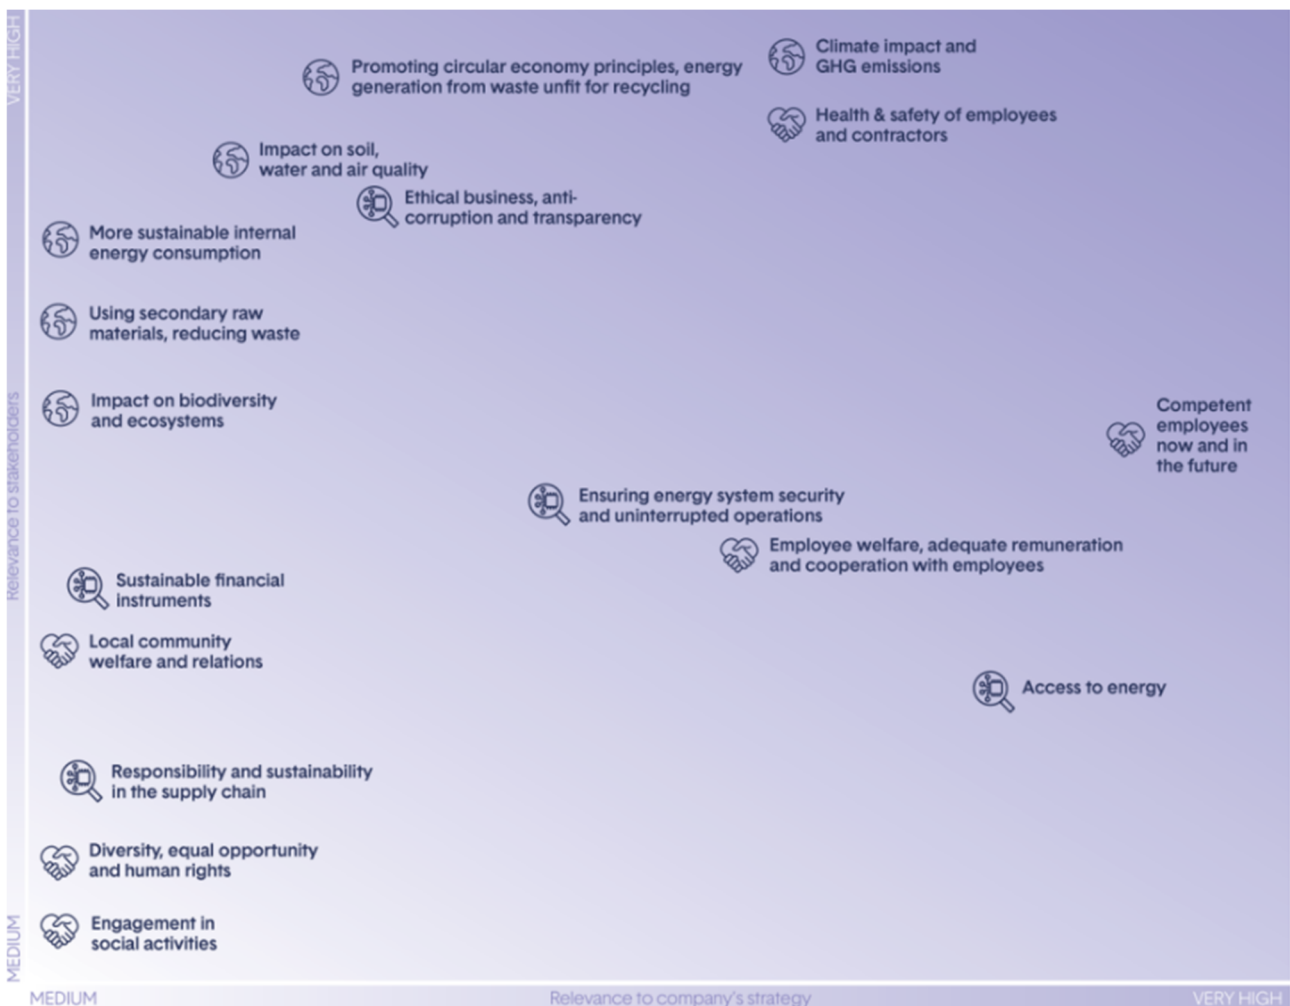 VERY HIGH
Climate impact and
GHG emissions
Promoting circular economy principles, energy
generation from waste unfit for recycling
Health & safety of employees
and contractors
Impact on soil,
water and air quality
Ethical business, anti-
corruption and transparency
More sustainable internal
energy consumption
Using secondary raw
materials, reducing waste
Impact on biodiversity
and ecosystems
Competent
employees
now and in
the future
Relevance to stakeholders
Ensuring energy system security
and uninterrupted operations
Employee welfare, adequate remuneration
and cooperation with employees
Sustainable financial
instruments
Local community
welfare and relations
Access to energy
Responsibility and sustainability
in the supply chain
Diversity, equal opportunity
and human rights
Engagement in
social activities
MEDIUM
MEDIUM
Relevance to company's strategy
VERY HIGH